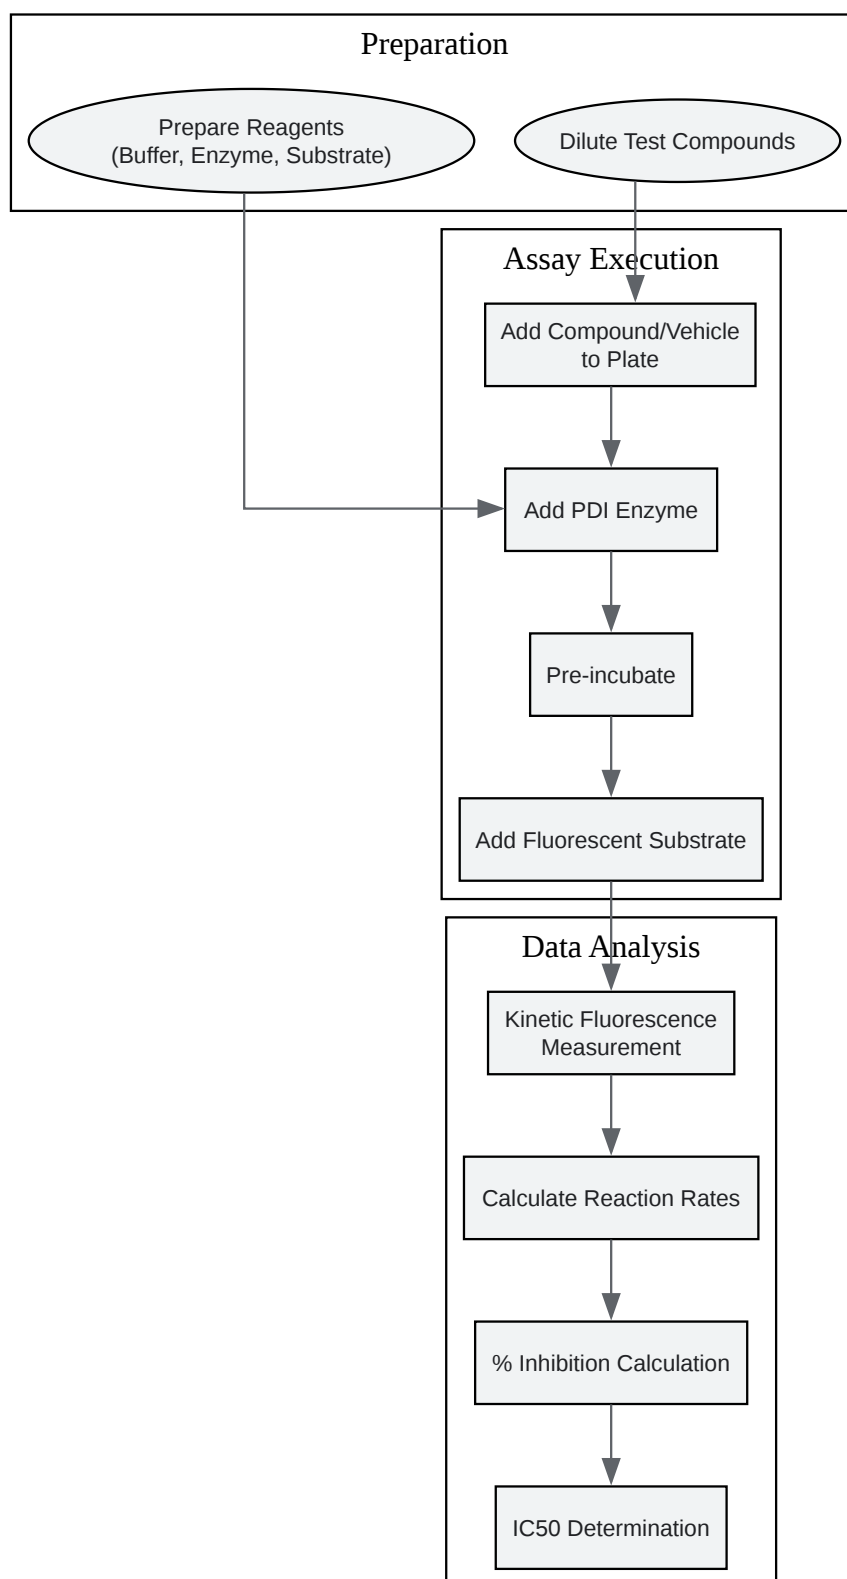 Preparation
Prepare Reagents
(Buffer, Enzyme, Substrate)
Dilute Test Compounds
Assay Execution
Add Compound/Vehicle
to Plate
Add PDI Enzyme
Pre-incubate
Add Fluorescent Substrate
Data Analysis
Kinetic Fluorescence
Measurement
Calculate Reaction Rates
% Inhibition Calculation
IC50 Determination